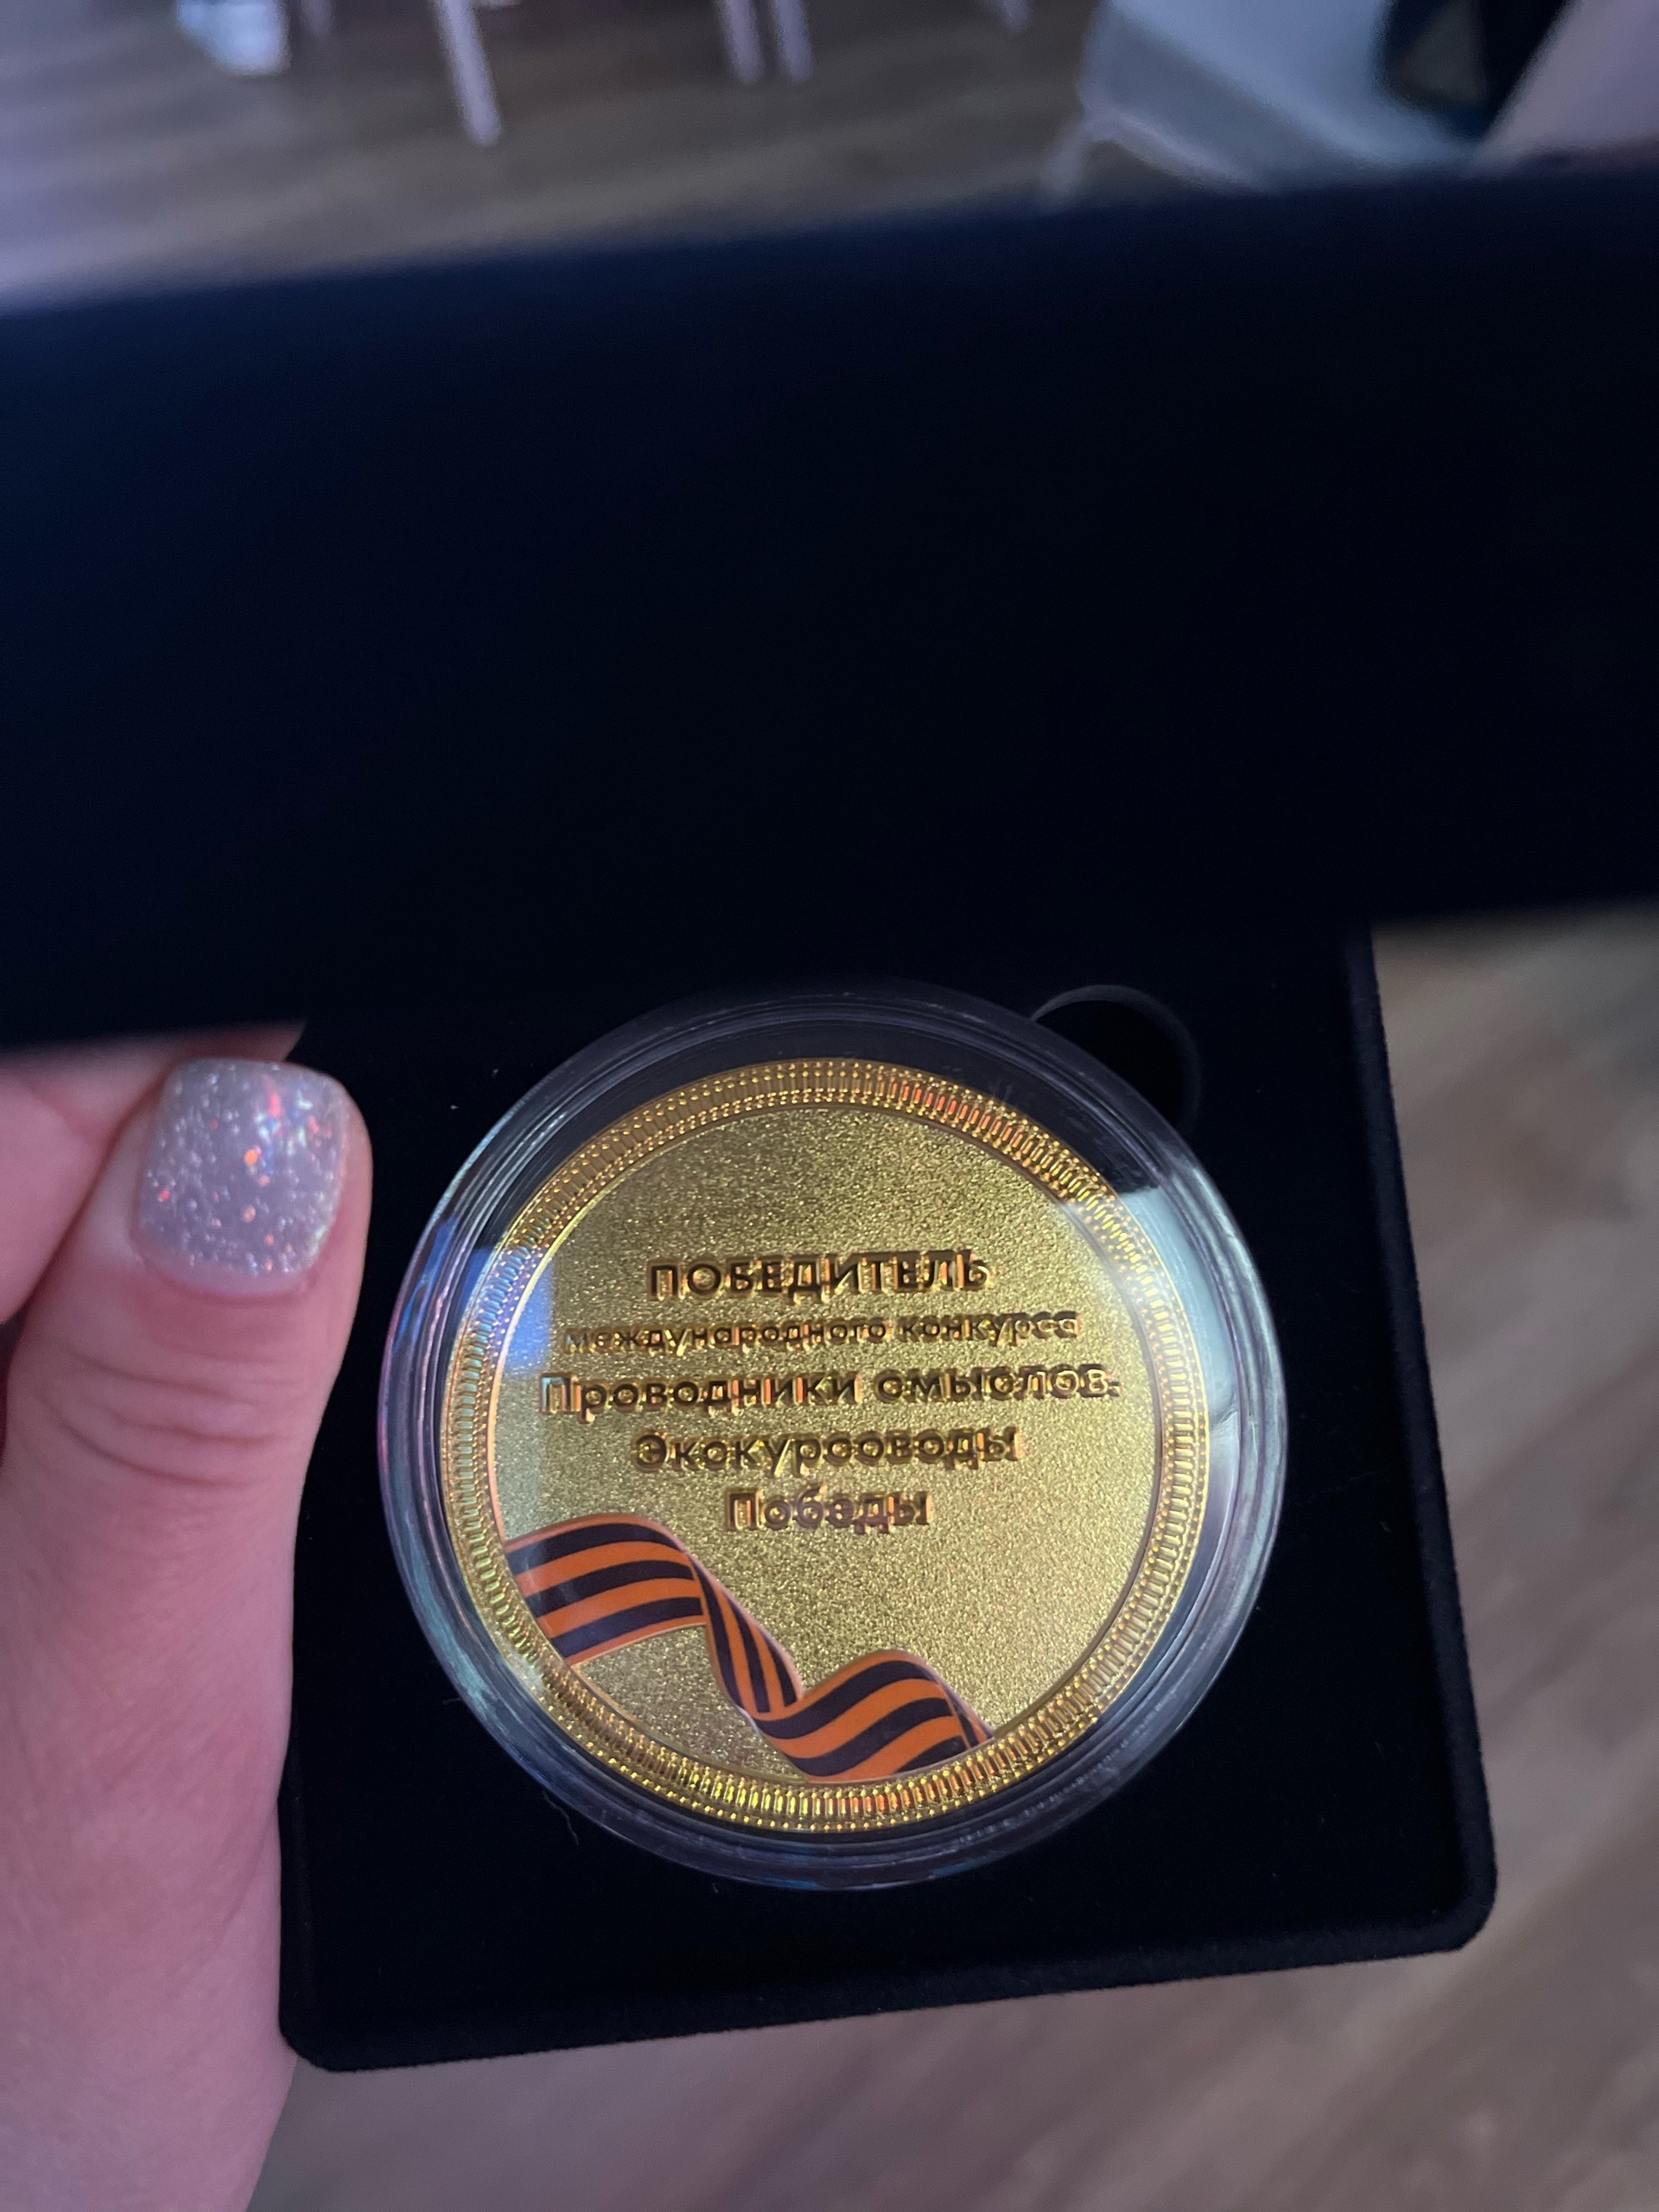 ПОБЕДИТЕЛЬ
международного конкурса
Проводники смыслов.
Экскурсоводы
Победы